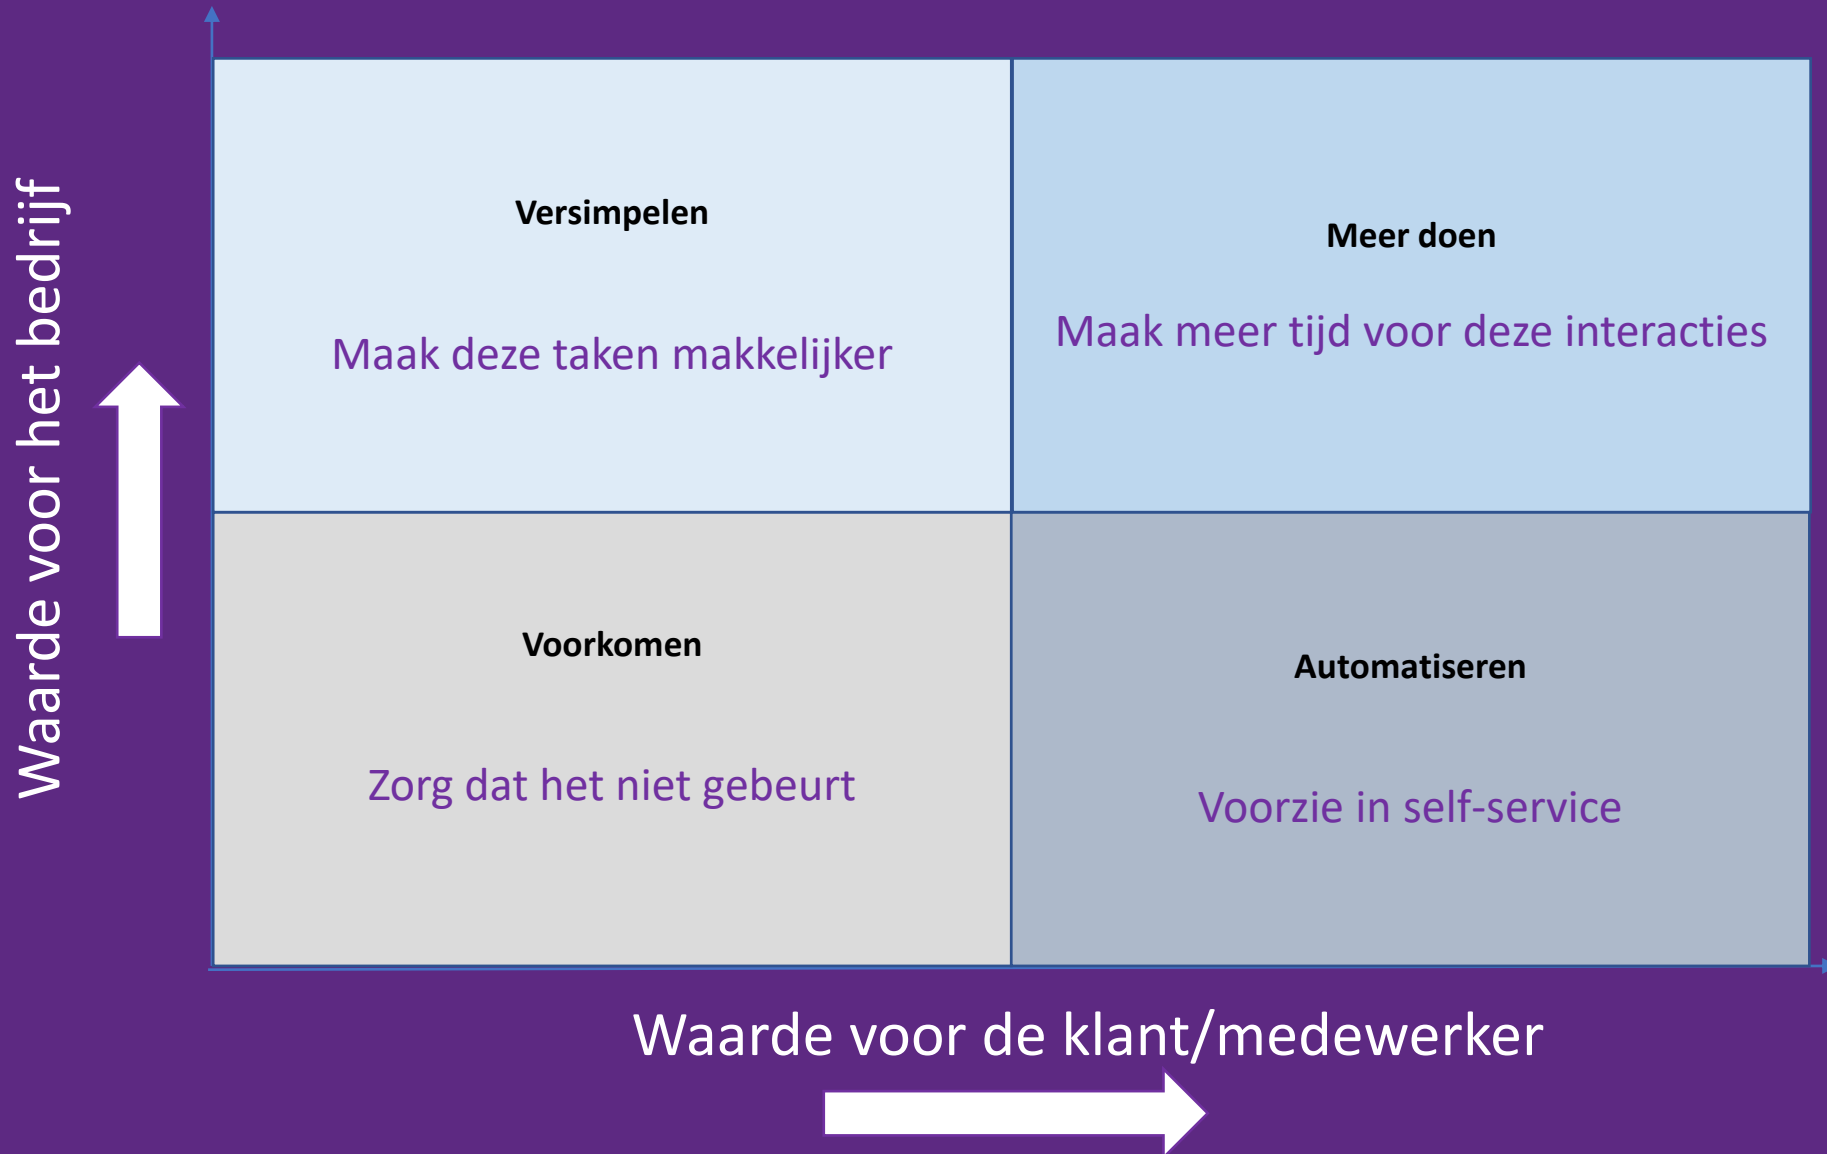 Waarde voor het bedrijf
Versimpelen
Maak deze taken makkelijker
Meer doen
Maak meer tijd voor deze interacties
Voorkomen
Zorg dat het niet gebeurt
Automatiseren
Voorzie in self-service
Waarde voor de klant/medewerker